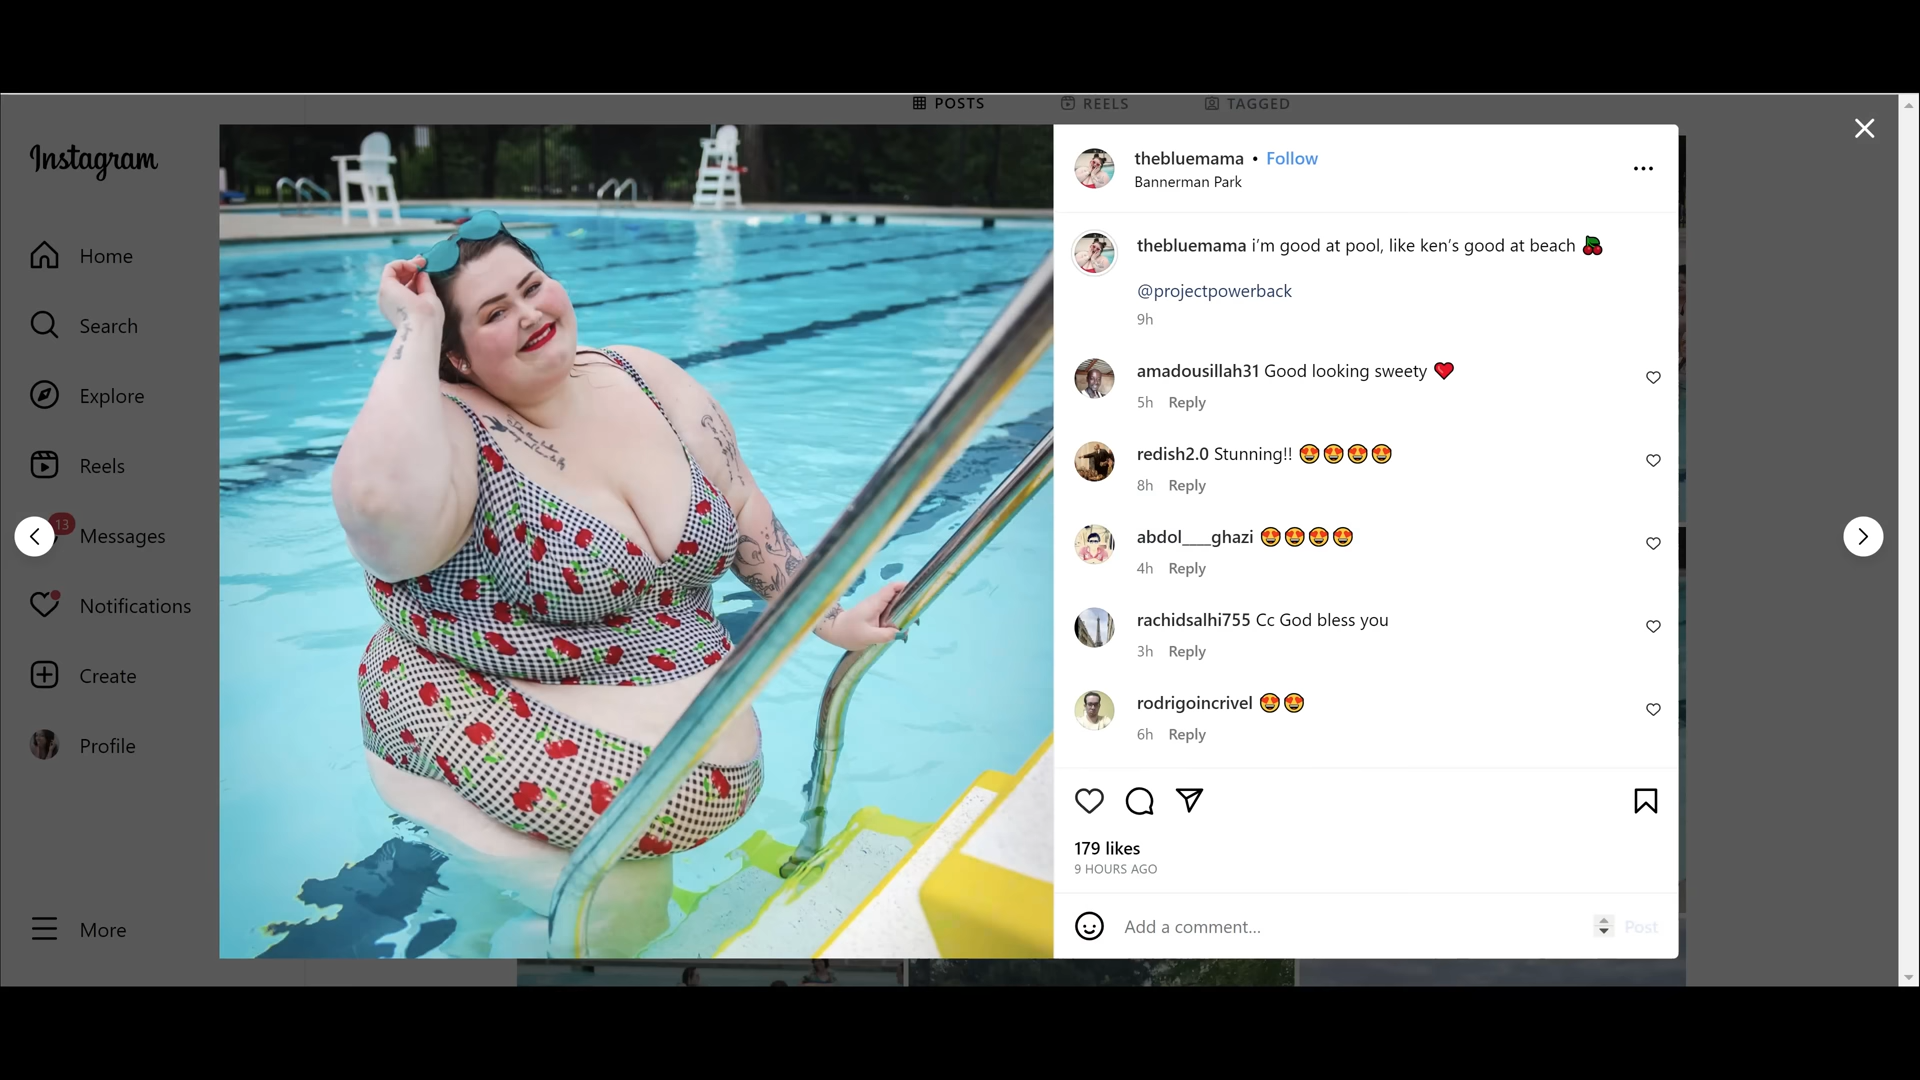 POSTS
REELS
TAGGED
Instagram
Home
Search
Explore
Reels
13
Messages
Notifications
Create
Profile
More
thebluemama • Follow
Bannerman Park
thebluemama i'm good at pool, like ken's good at beach 🍒
@projectpowerback
9h
amadousillah31 Good looking sweety ❤️
5h Reply
redish2.0 Stunning!! 😍😍😍😍
8h Reply
abdol___ghazi 😍😍😍😍
4h Reply
rachidsalhi755 Cc God bless you
3h Reply
rodrigoincrivel 😍😍
6h Reply
179 likes
9 HOURS AGO
Add a comment...
Post